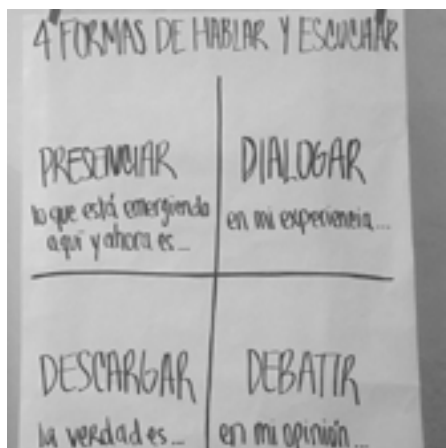 4 FORMAS DE HABLAR Y ESCUCHAR
PRESENCIAR
lo que está emergiendo
aquí y ahora es...
DIALOGAR
en mi experiencia...
DESCARGAR
la verdad es...
DEBATIR
en mi opinión...